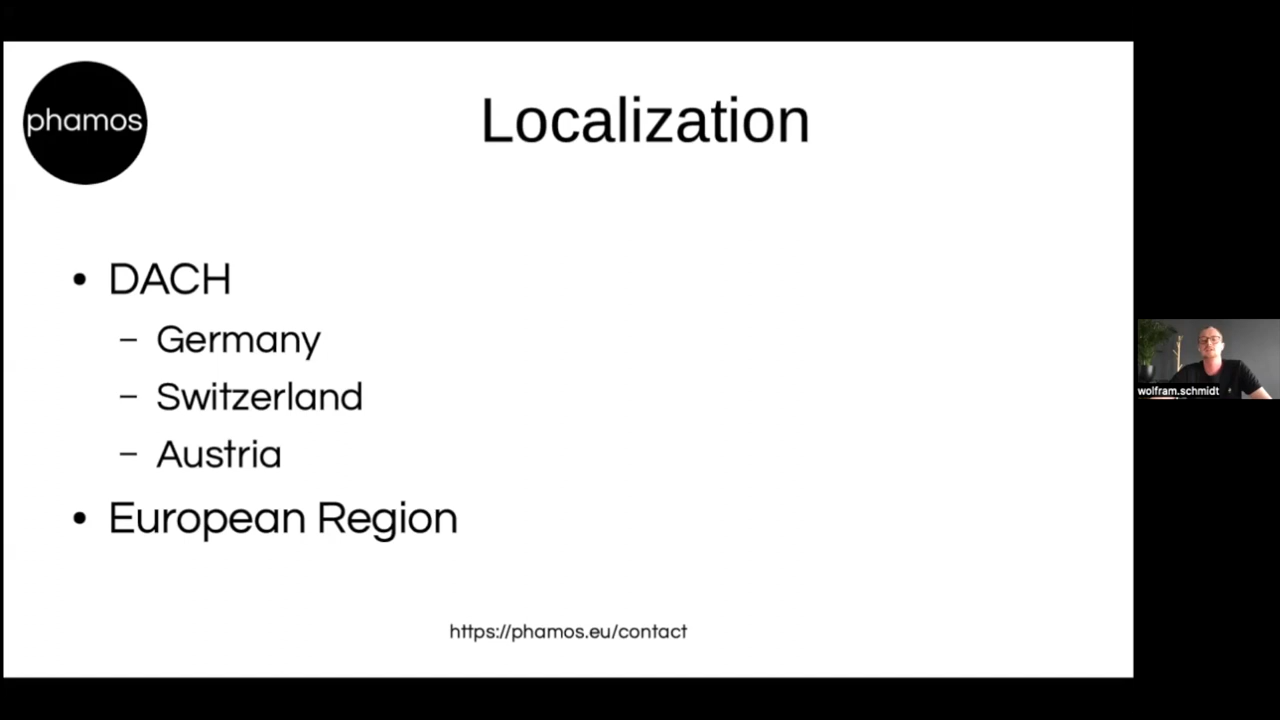 phamos
Localization
• DACH
– Germany
– Switzerland
– Austria
• European Region
https://phamos.eu/contact
wolfram.schmidt